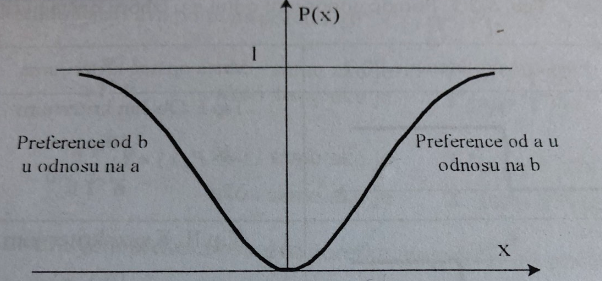 P(x)
1
Preference od b
u odnosu na a
Preference od a u
odnosu na b
X